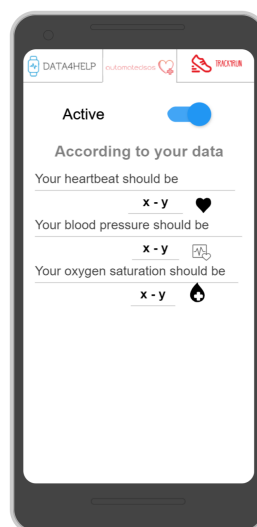 DATA4HELP automatedsos TRACK4RUN
Active
According to your data
Your heartbeat should be
x - y
Your blood pressure should be
x - y
Your oxygen saturation should be
x - y